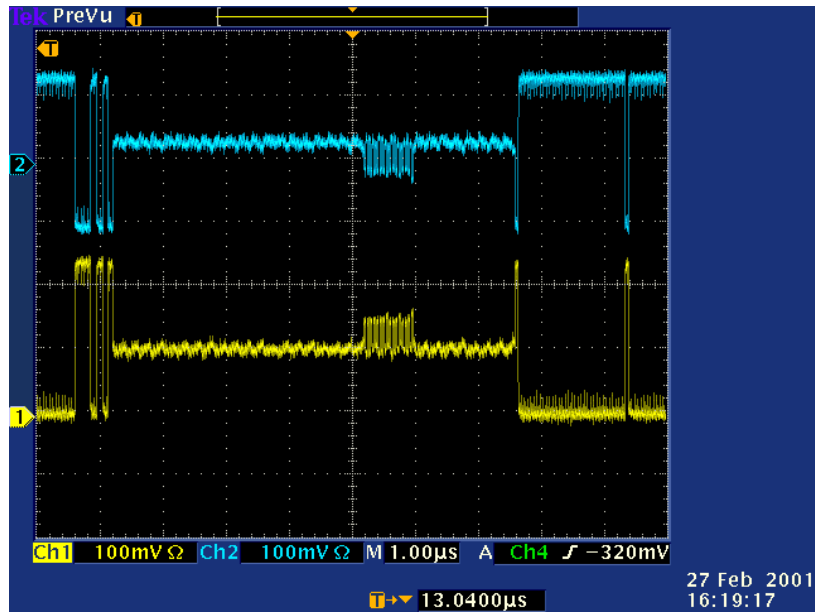 Tek PreVu T
T
2
1
Ch1 100mV Ω Ch2 100mV Ω M 1.00µs A Ch4 ƒ −320mV
T→▼ 13.0400µs
27 Feb 2001
16:19:17